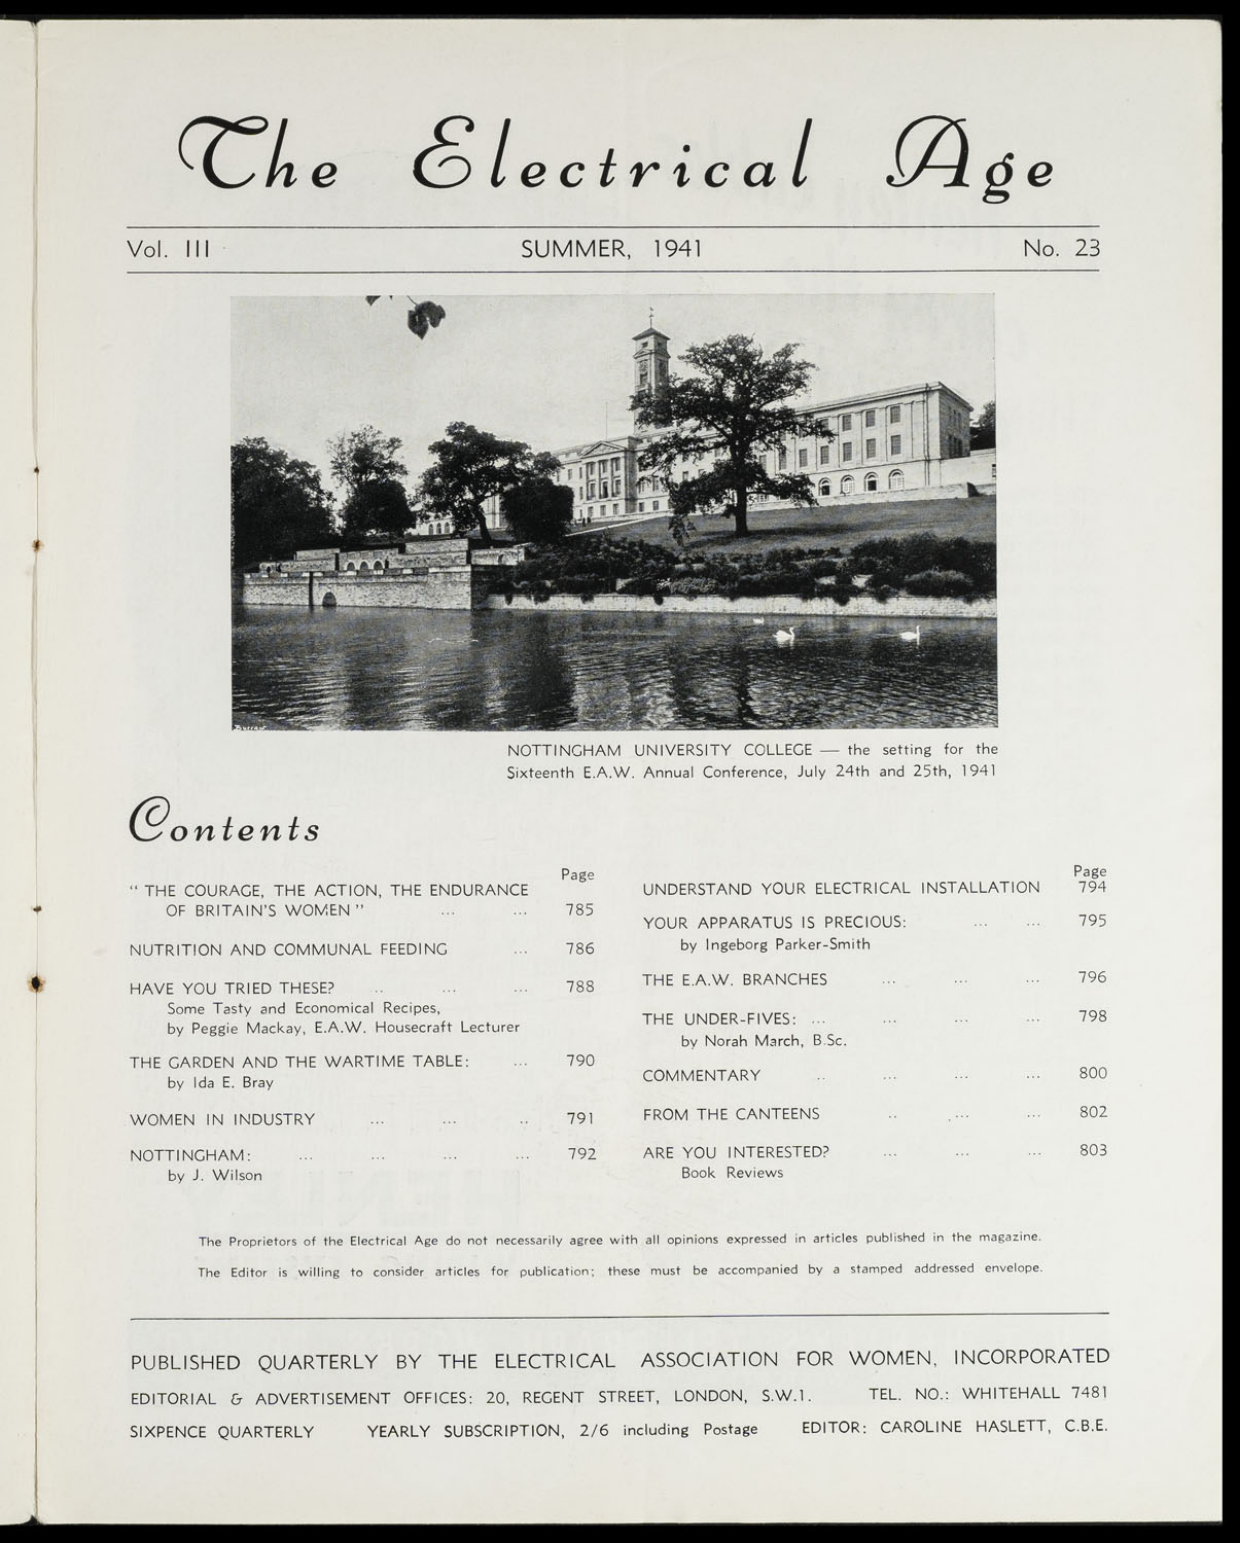 The Electrical Age
Vol. III SUMMER, 1941 No. 23
NOTTINGHAM UNIVERSITY COLLEGE — the setting for the
Sixteenth E.A.W. Annual Conference, July 24th and 25th, 1941
Contents
Page
" THE COURAGE, THE ACTION, THE ENDURANCE
OF BRITAIN'S WOMEN " ... ... 785
NUTRITION AND COMMUNAL FEEDING ... 786
HAVE YOU TRIED THESE? .. ... ... 788
Some Tasty and Economical Recipes,
by Peggie Mackay, E.A.W. Housecraft Lecturer
THE GARDEN AND THE WARTIME TABLE: ... 790
by Ida E. Bray
WOMEN IN INDUSTRY ... ... .. 791
NOTTINGHAM: ... ... ... ... 792
by J. Wilson
Page
UNDERSTAND YOUR ELECTRICAL INSTALLATION 794
YOUR APPARATUS IS PRECIOUS: ... ... 795
by Ingeborg Parker-Smith
THE E.A.W. BRANCHES ... ... ... 796
THE UNDER-FIVES: ... ... ... ... 798
by Norah March, B.Sc.
COMMENTARY .. ... ... 800
FROM THE CANTEENS .. ... ... 802
ARE YOU INTERESTED? ... ... ... 803
Book Reviews
The Proprietors of the Electrical Age do not necessarily agree with all opinions expressed in articles published in the magazine.
The Editor is willing to consider articles for publication; these must be accompanied by a stamped addressed envelope.
PUBLISHED QUARTERLY BY THE ELECTRICAL ASSOCIATION FOR WOMEN, INCORPORATED
EDITORIAL & ADVERTISEMENT OFFICES: 20, REGENT STREET, LONDON, S.W.1. TEL. NO.: WHITEHALL 7481
SIXPENCE QUARTERLY YEARLY SUBSCRIPTION, 2/6 including Postage EDITOR: CAROLINE HASLETT, C.B.E.